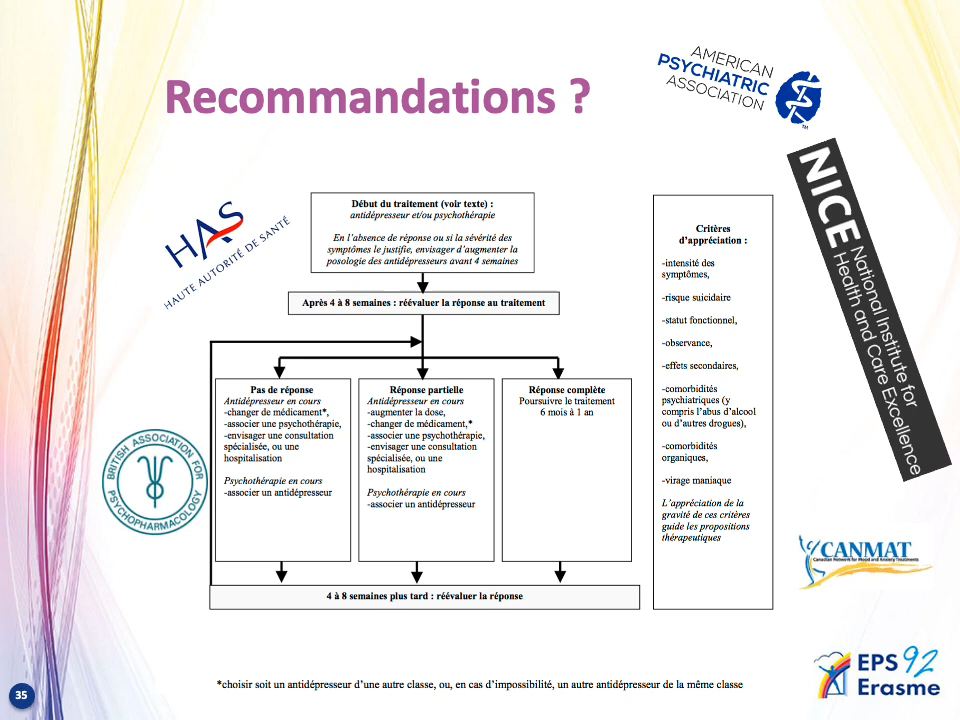 Recommandations ?
AMERICAN
PSYCHIATRIC
ASSOCIATION
TM
HAS
HAUTE AUTORITÉ DE SANTÉ
NICE
National Institute for
Health and Care Excellence
Début du traitement (voir texte) :
antidépresseur et/ou psychothérapie
En l'absence de réponse ou si la sévérité des
symptômes le justifie, envisager d'augmenter la
posologie des antidépresseurs avant 4 semaines
Après 4 à 8 semaines : réévaluer la réponse au traitement
Pas de réponse
Antidépresseur en cours
-changer de médicament*,
-associer une psychothérapie,
-envisager une consultation
spécialisée, ou une
hospitalisation
Psychothérapie en cours
-associer un antidépresseur
Réponse partielle
Antidépresseur en cours
-augmenter la dose,
-changer de médicament,*
-associer une psychothérapie,
-envisager une consultation
spécialisée, ou une
hospitalisation
Psychothérapie en cours
-associer un antidépresseur
Réponse complète
Poursuivre le traitement
6 mois à 1 an
4 à 8 semaines plus tard : réévaluer la réponse
Critères
d'appréciation :
-intensité des
symptômes,
-risque suicidaire
-statut fonctionnel,
-observance,
-effets secondaires,
-comorbidités
psychiatriques (y
compris l'abus d'alcool
ou d'autres drogues),
-comorbidités
organiques,
-virage maniaque
L'appréciation de la
gravité de ces critères
guide les propositions
thérapeutiques
BRITISH ASSOCIATION FOR
PSYCHOPHARMACOLOGY
CANMAT
Canadian Network for Mood and Anxiety Treatments
*choisir soit un antidépresseur d'une autre classe, ou, en cas d'impossibilité, un autre antidépresseur de la même classe
EPS 92
Erasme
35